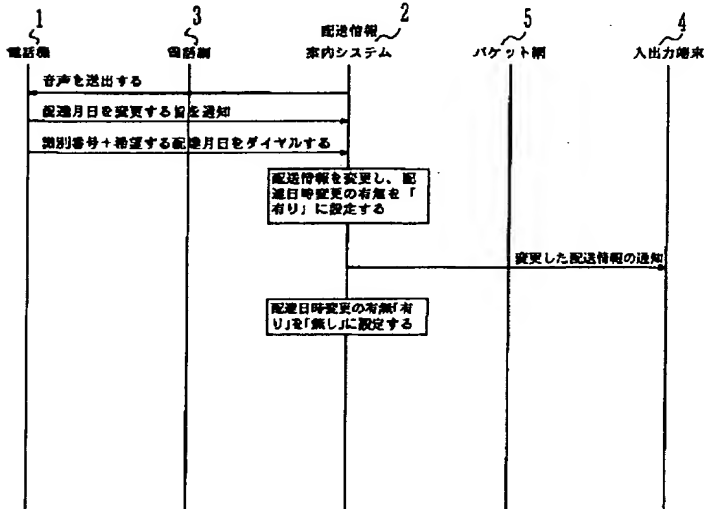 1
3
配送情報
2
5
4
電話機
電話網
案内システム
パケット網
入出力端末
音声を送出する
配達月日を変更する旨を通知
識別番号+希望する配達月日をダイヤルする
配送情報を変更し、配
達日時変更の有無を「
有り」に設定する
変更した配送情報の通知
配達日時変更の有無「有
り」を「無し」に設定する